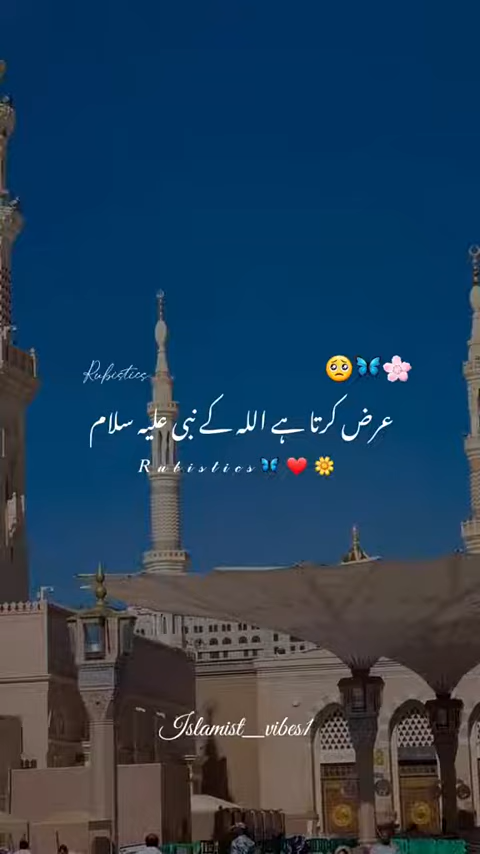 🥺🦋🌸
Rubistics
عرض کرتا ہے اللہ کے نبی علیہ سلام
Rubistics🦋❤️🌼
Islamist_vibes1